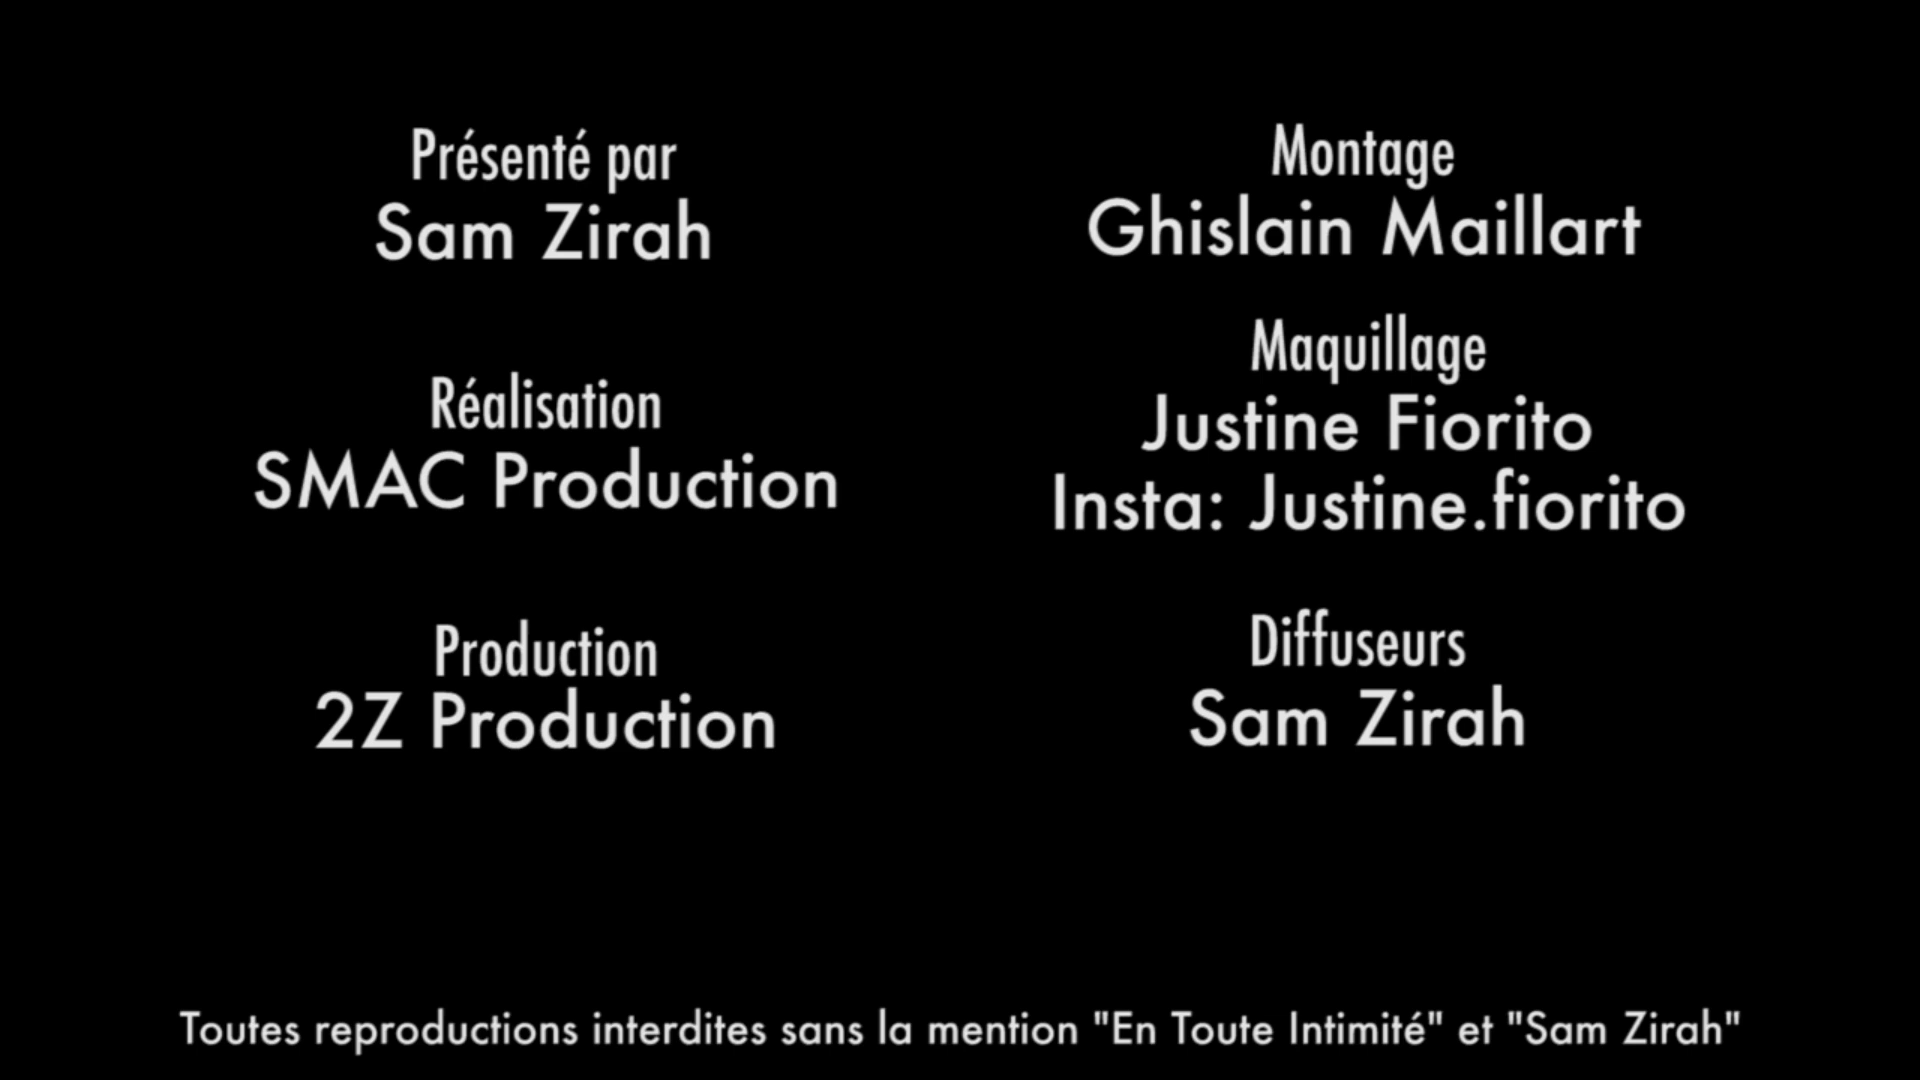 Présenté par
Sam Zirah
Réalisation
SMAC Production
Production
2Z Production
Montage
Ghislain Maillart
Maquillage
Justine Fiorito
Insta: Justine.fiorito
Diffuseurs
Sam Zirah
Toutes reproductions interdites sans la mention "En Toute Intimité" et "Sam Zirah"